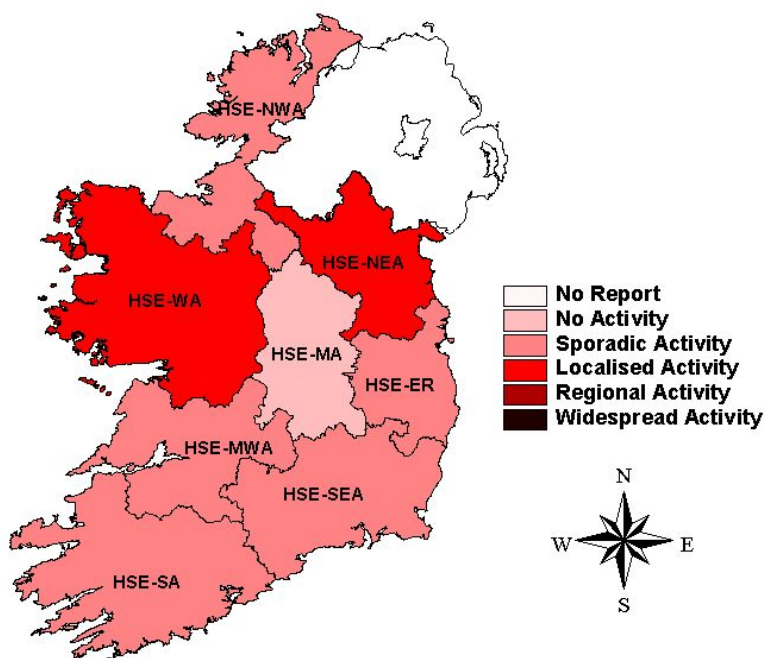 HSE-NWA
HSE-NEA
HSE-WA
HSE-MA
HSE-ER
HSE-MWA
HSE-SEA
HSE-SA
No Report
No Activity
Sporadic Activity
Localised Activity
Regional Activity
Widespread Activity
N
W E
S